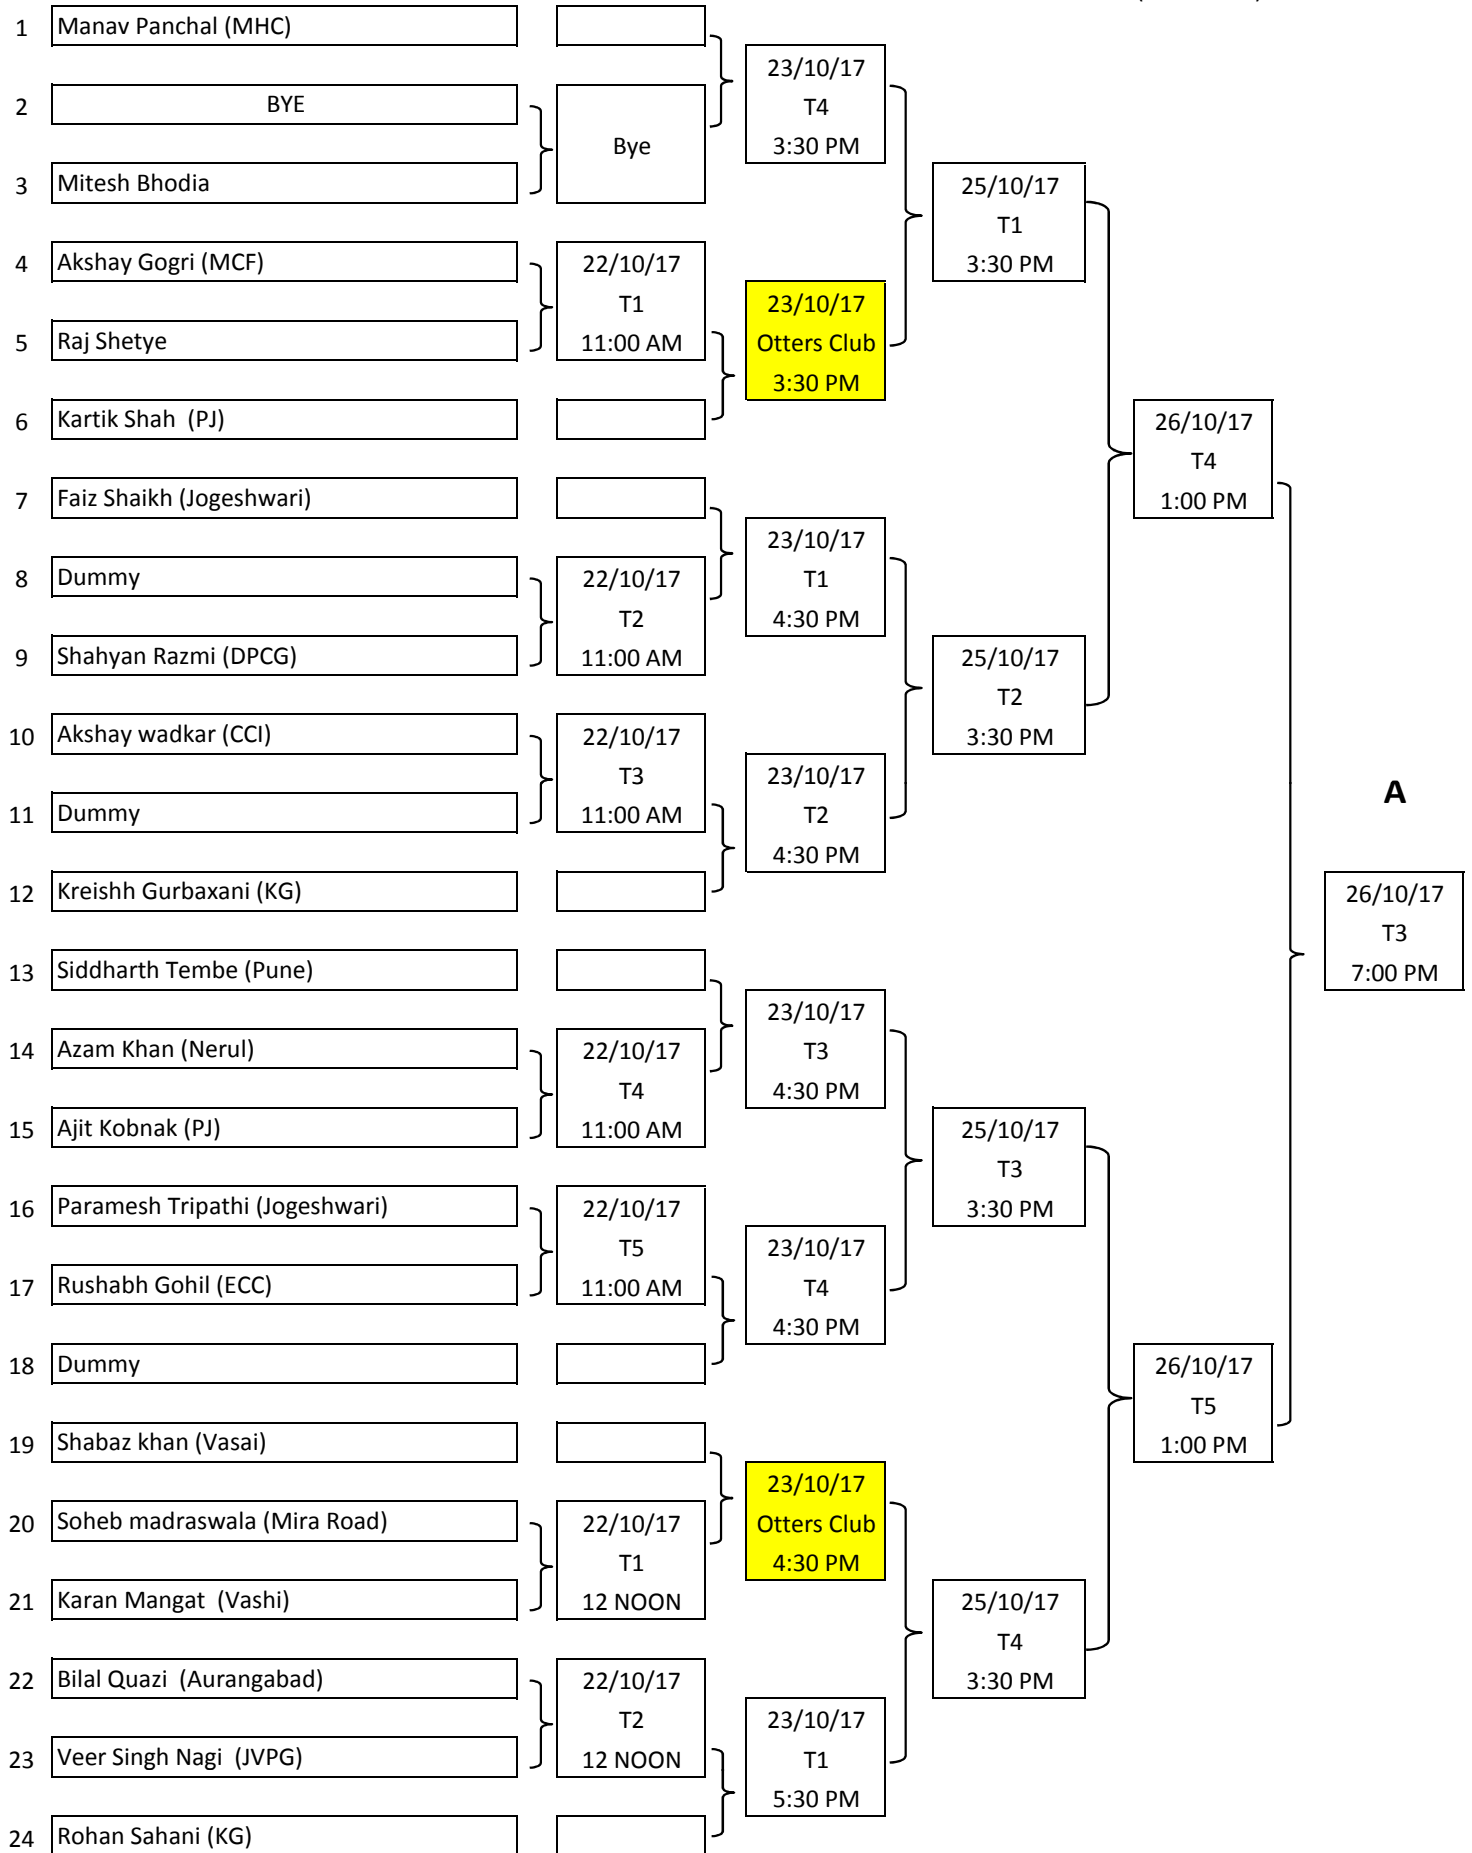 1 Manav Panchal (MHC)
23/10/17
2 BYE
T4
Bye
3:30 PM
3 Mitesh Bhodia
25/10/17
T1
4 Akshay Gogri (MCF)
22/10/17
3:30 PM
T1
23/10/17
5 Raj Shetye
11:00 AM
Otters Club
3:30 PM
6 Kartik Shah (PJ)
26/10/17
T4
7 Faiz Shaikh (Jogeshwari)
1:00 PM
23/10/17
8 Dummy
22/10/17
T1
T2
4:30 PM
9 Shahyan Razmi (DPCG)
11:00 AM
25/10/17
T2
10 Akshay wadkar (CCI)
22/10/17
3:30 PM
T3
23/10/17
A
11 Dummy
11:00 AM
T2
4:30 PM
12 Kreishh Gurbaxani (KG)
26/10/17
T3
13 Siddharth Tembe (Pune)
7:00 PM
23/10/17
14 Azam Khan (Nerul)
22/10/17
T3
T4
4:30 PM
15 Ajit Kobnak (PJ)
11:00 AM
25/10/17
T3
16 Paramesh Tripathi (Jogeshwari)
22/10/17
3:30 PM
T5
23/10/17
17 Rushabh Gohil (ECC)
11:00 AM
T4
4:30 PM
18 Dummy
26/10/17
T5
19 Shabaz khan (Vasai)
1:00 PM
23/10/17
20 Soheb madraswala (Mira Road)
22/10/17
Otters Club
T1
4:30 PM
21 Karan Mangat (Vashi)
12 NOON
25/10/17
T4
22 Bilal Quazi (Aurangabad)
22/10/17
3:30 PM
T2
23/10/17
23 Veer Singh Nagi (JVPG)
12 NOON
T1
5:30 PM
24 Rohan Sahani (KG)